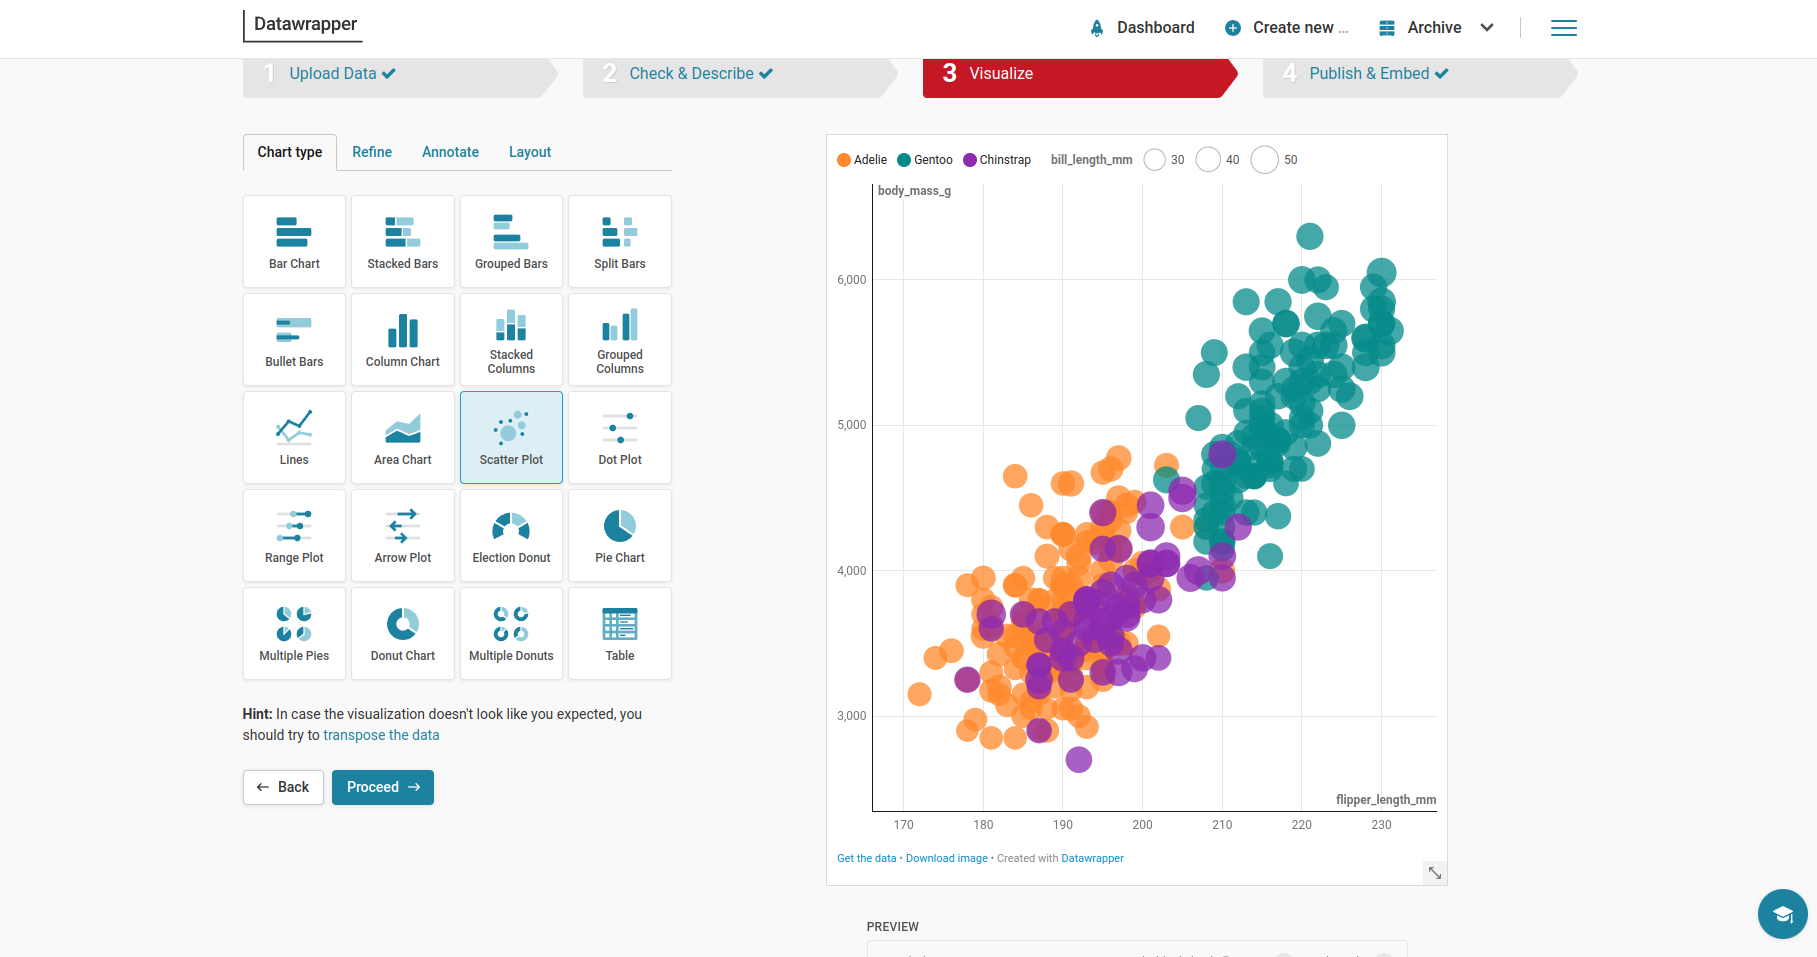 Datawrapper
Dashboard
Create new ...
Archive
1 Upload Data
2 Check & Describe
3 Visualize
4 Publish & Embed
Chart type
Refine
Annotate
Layout
Bar Chart
Stacked Bars
Grouped Bars
Split Bars
Bullet Bars
Column Chart
Stacked
Columns
Grouped
Columns
Lines
Area Chart
Scatter Plot
Dot Plot
Range Plot
Arrow Plot
Election Donut
Pie Chart
Multiple Pies
Donut Chart
Multiple Donuts
Table
Hint: In case the visualization doesn't look like you expected, you
should try to transpose the data
Back
Proceed
Adelie Gentoo Chinstrap bill_length_mm 30 40 50
body_mass_g
6,000
5,000
4,000
3,000
flipper_length_mm
170 180 190 200 210 220 230
Get the data • Download image • Created with Datawrapper
PREVIEW